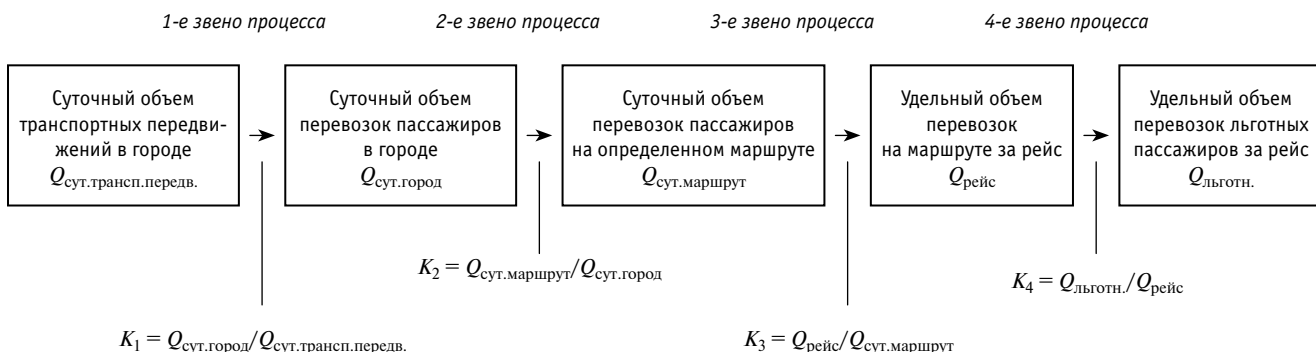 1-е звено процесса
2-е звено процесса
3-е звено процесса
4-е звено процесса
Суточный объем
транспортных передви-
жений в городе
Qсут.трансп.передв.
Суточный объем
перевозок пассажиров
в городе
Qсут.город
Суточный объем
перевозок пассажиров
на определенном маршруте
Qсут.маршрут
Удельный объем
перевозок
на маршруте за рейс
Qрейс
Удельный объем
перевозок льготных
пассажиров за рейс
Qльготн.
K2 = Qсут.маршрут/Qсут.город
K4 = Qльготн./Qрейс
K1 = Qсут.город/Qсут.трансп.передв.
K3 = Qрейс/Qсут.маршрут